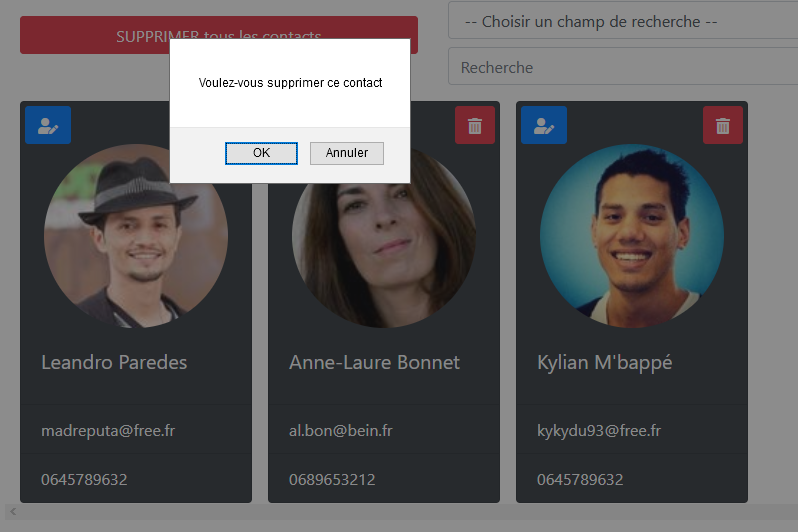 SUPPRIMER tous les contacts
-- Choisir un champ de recherche --
Recherche
Voulez-vous supprimer ce contact
OK
Annuler
Leandro Paredes
Anne-Laure Bonnet
Kylian M'bappé
madreputa@free.fr
al.bon@bein.fr
kykydu93@free.fr
0645789632
0689653212
0645789632